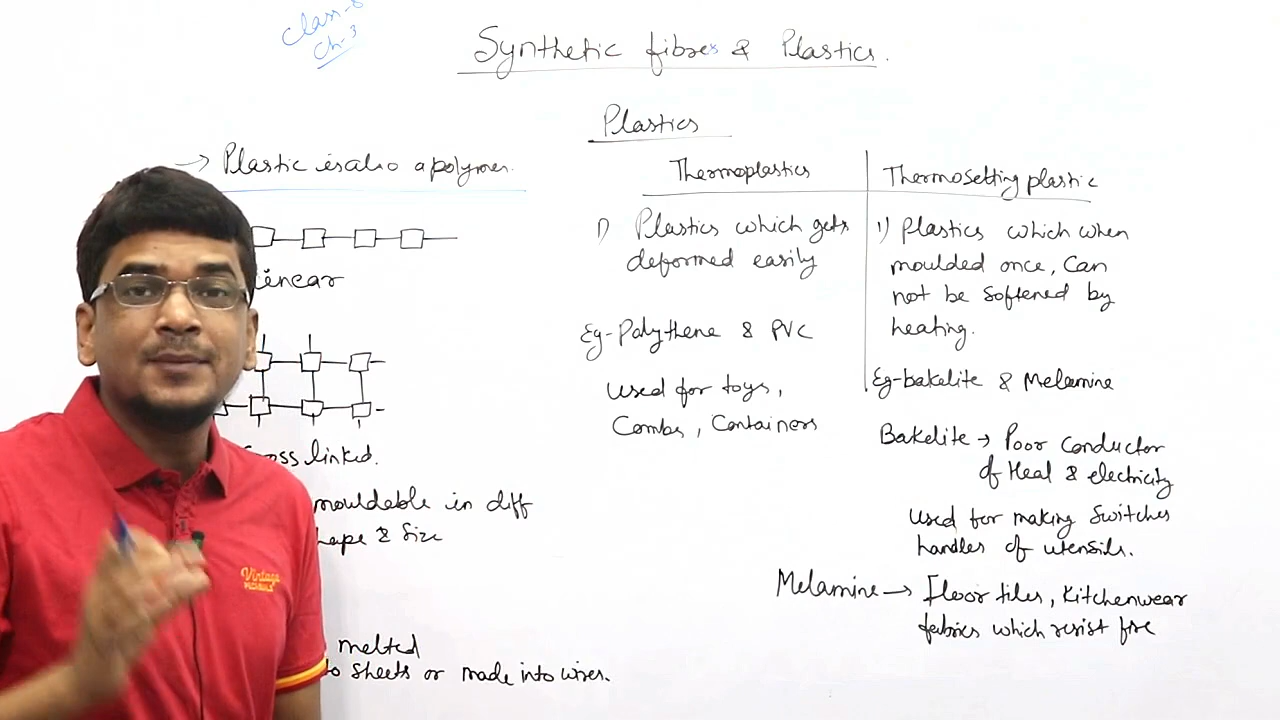 Class-8
Ch-3
Synthetic fibres & Plastics.
Plastics
→ Plastic is also a polymer.
inear
oss linked.
mouldable in diff
hape & Size
melted
to Sheets or made into wires.
Thermoplastics
1) Plastics which gets
deformed easily
Eg-Polythene & PVC
Used for toys,
Combs, Containers
Thermosetting plastic
1) Plastics which when
moulded once, Can
not be Softened by
heating.
Eg-bakelite & Melamine
Bakelite → Poor Conductor
of Heat & electricity
Used for making Switches
handles of utensils.
Melamine → Floor tiles, Kitchenwear
fabrics which resist fire
Vintage